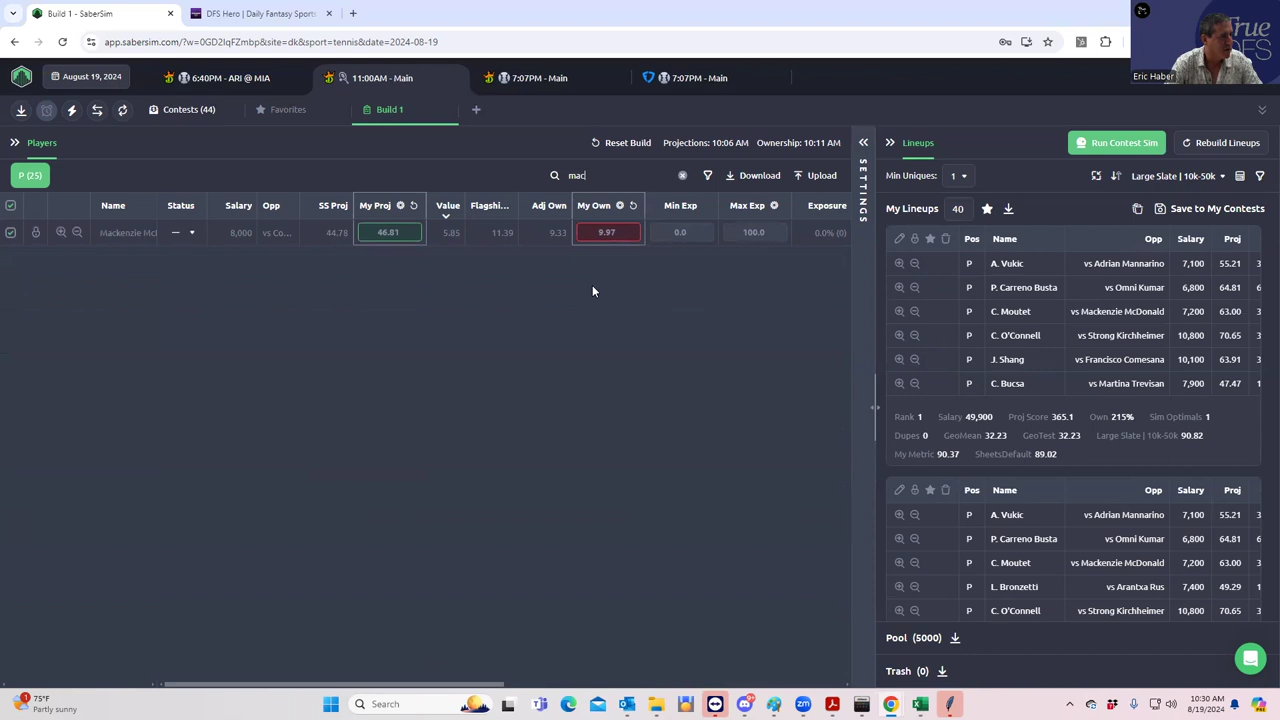 Build 1 - SaberSim
DFS Hero | Daily Fantasy Sports
app.sabersim.com/?w=0GD2IqFZmbp&site=dk&sport=tennis&date=2024-08-19
True
DFS
Eric Haber
August 19, 2024
6:40PM - ARI @ MIA
11:00AM - Main
7:07PM - Main
7:07PM - Main
Contests (44)
Favorites
Build 1
Players
Reset Build
Projections: 10:06 AM
Ownership: 10:11 AM
P (25)
mac
Download
Upload
Name Status Salary Opp SS Proj My Proj Value Flagshi... Adj Own My Own Min Exp Max Exp Exposure
Mackenzie Mc — 8,000 vs Co... 44.78 46.81 5.85 11.39 9.33 9.97 0.0 100.0 0.0% (0)
SETTINGS
Lineups
Run Contest Sim
Rebuild Lineups
Min Uniques: 1
Large Slate | 10k-50k
My Lineups 40
Save to My Contests
Pos Name Opp Salary Proj
P A. Vukic vs Adrian Mannarino 7,100 55.21 3
P P. Carreno Busta vs Omni Kumar 6,800 64.81 6
P C. Moutet vs Mackenzie McDonald 7,200 63.00 3
P C. O'Connell vs Strong Kirchheimer 10,800 70.65 3
P J. Shang vs Francisco Comesana 10,100 63.91 3
P C. Bucsa vs Martina Trevisan 7,900 47.47 1
Rank 1 Salary 49,900 Proj Score 365.1 Own 215% Sim Optimals 1
Dupes 0 GeoMean 32.23 GeoTest 32.23 Large Slate | 10k-50k 90.82
My Metric 90.37 SheetsDefault 89.02
Pos Name Opp Salary Proj
P A. Vukic vs Adrian Mannarino 7,100 55.21 3
P P. Carreno Busta vs Omni Kumar 6,800 64.81 6
P C. Moutet vs Mackenzie McDonald 7,200 63.00 3
P L. Bronzetti vs Arantxa Rus 7,400 49.29 1
P C. O'Connell vs Strong Kirchheimer 10,800 70.65 3
Pool (5000)
Trash (0)
75°F
Partly sunny
Search
10:30 AM
8/19/2024